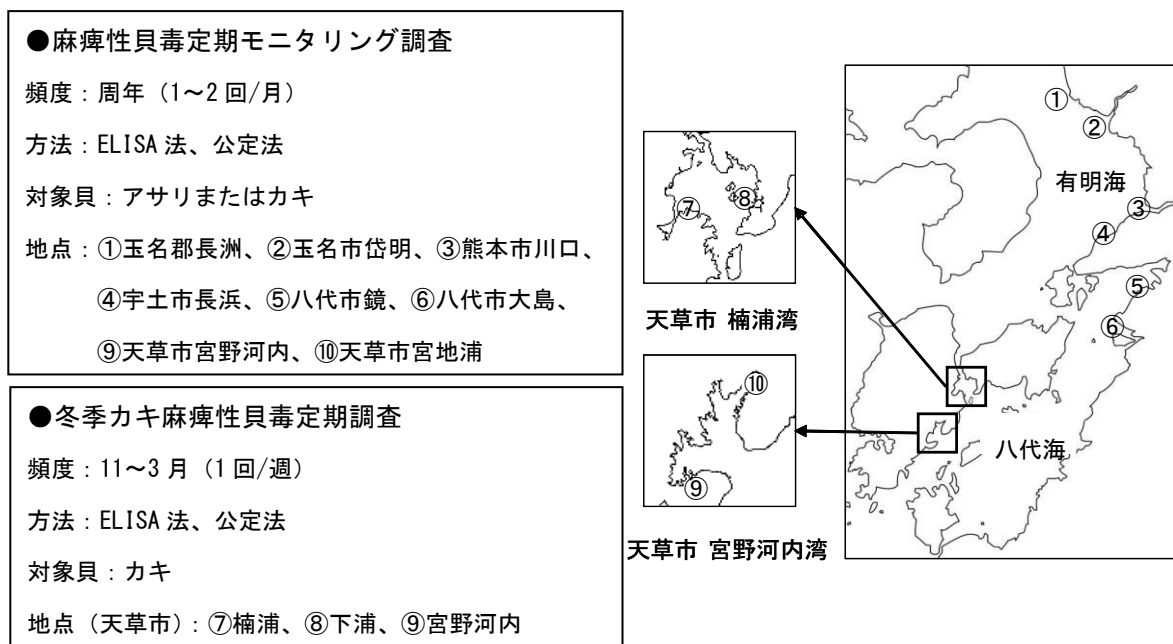 ●麻痺性貝毒定期モニタリング調査
頻度：周年（1～2回/月）
方法：ELISA法、公定法
対象貝：アサリまたはカキ
地点：①玉名郡長洲、②玉名市岱明、③熊本市川口、
④宇土市長浜、⑤八代市鏡、⑥八代市大島、
⑨天草市宮野河内、⑩天草市宮地浦
●冬季カキ麻痺性貝毒定期調査
頻度：11～3月（1回/週）
方法：ELISA法、公定法
対象貝：カキ
地点（天草市）：⑦楠浦、⑧下浦、⑨宮野河内
⑦
⑧
天草市 楠浦湾
⑩
⑨
天草市 宮野河内湾
①
②
有明海
③
④
⑤
⑥
八代海